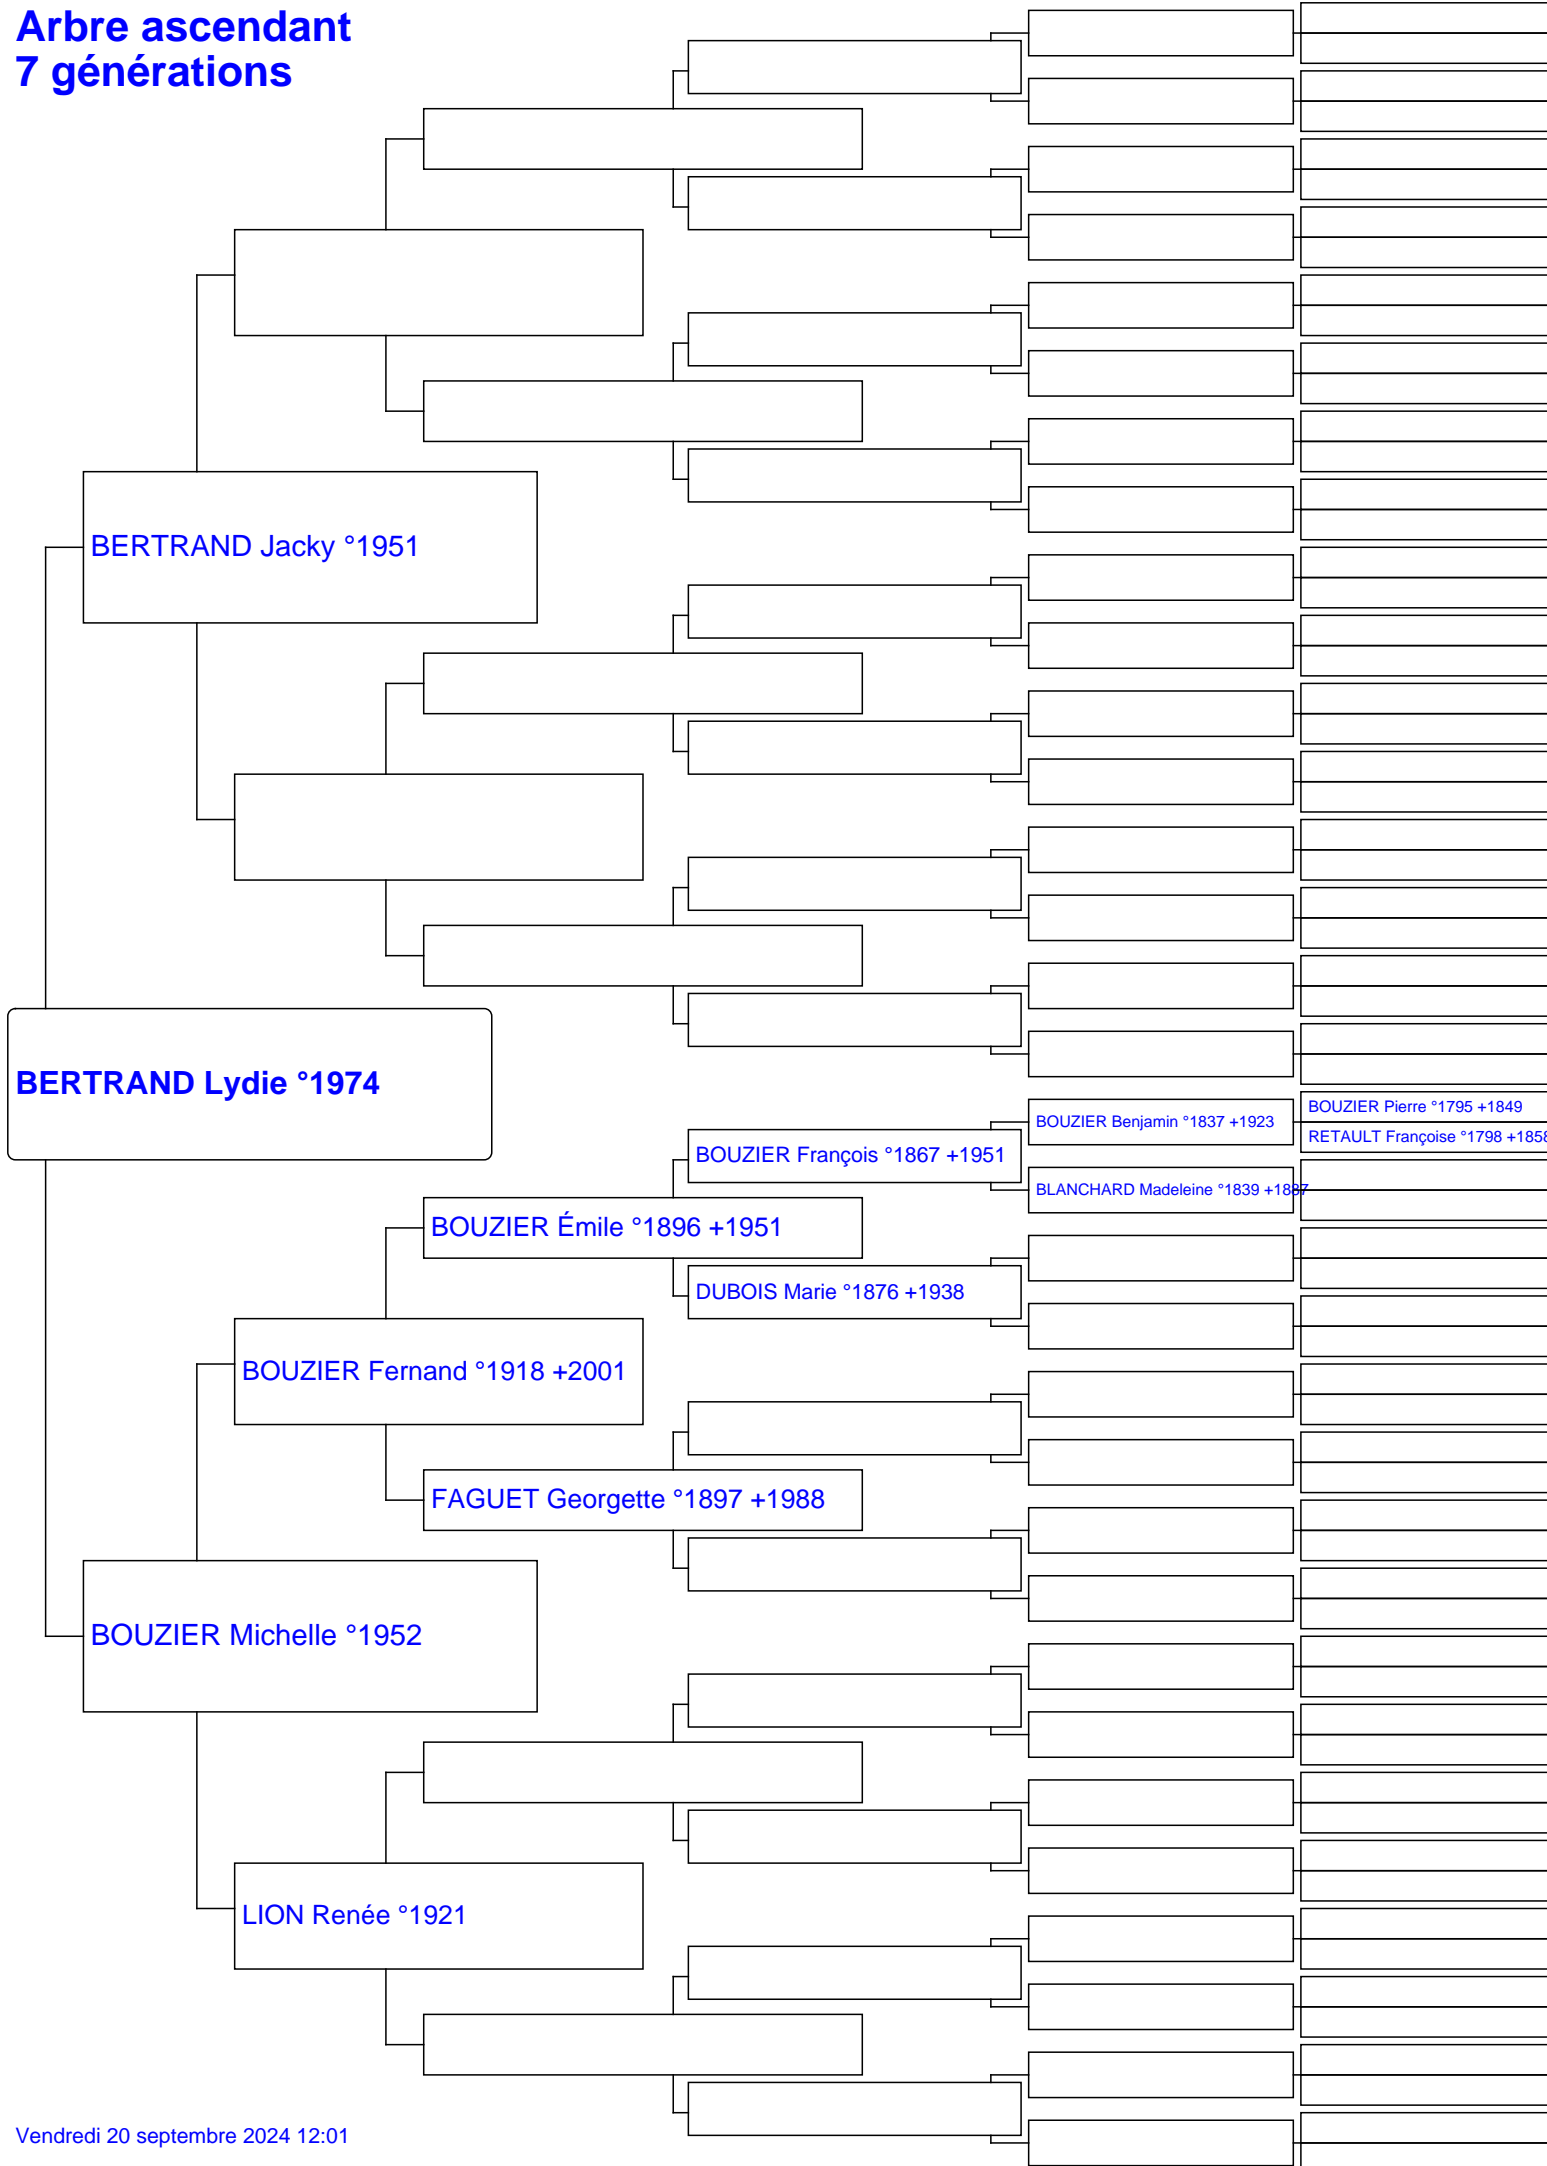 Arbre ascendant
7 générations
BERTRAND Jacky °1951
BERTRAND Lydie °1974
BOUZIER Pierre °1795 +1849
BOUZIER Benjamin °1837 +1923
RETAULT Françoise °1798 +1858
BOUZIER François °1867 +1951
BLANCHARD Madeleine °1839 +1887
BOUZIER Émile °1896 +1951
DUBOIS Marie °1876 +1938
BOUZIER Fernand °1918 +2001
FAGUET Georgette °1897 +1988
BOUZIER Michelle °1952
LION Renée °1921
Vendredi 20 septembre 2024 12:01